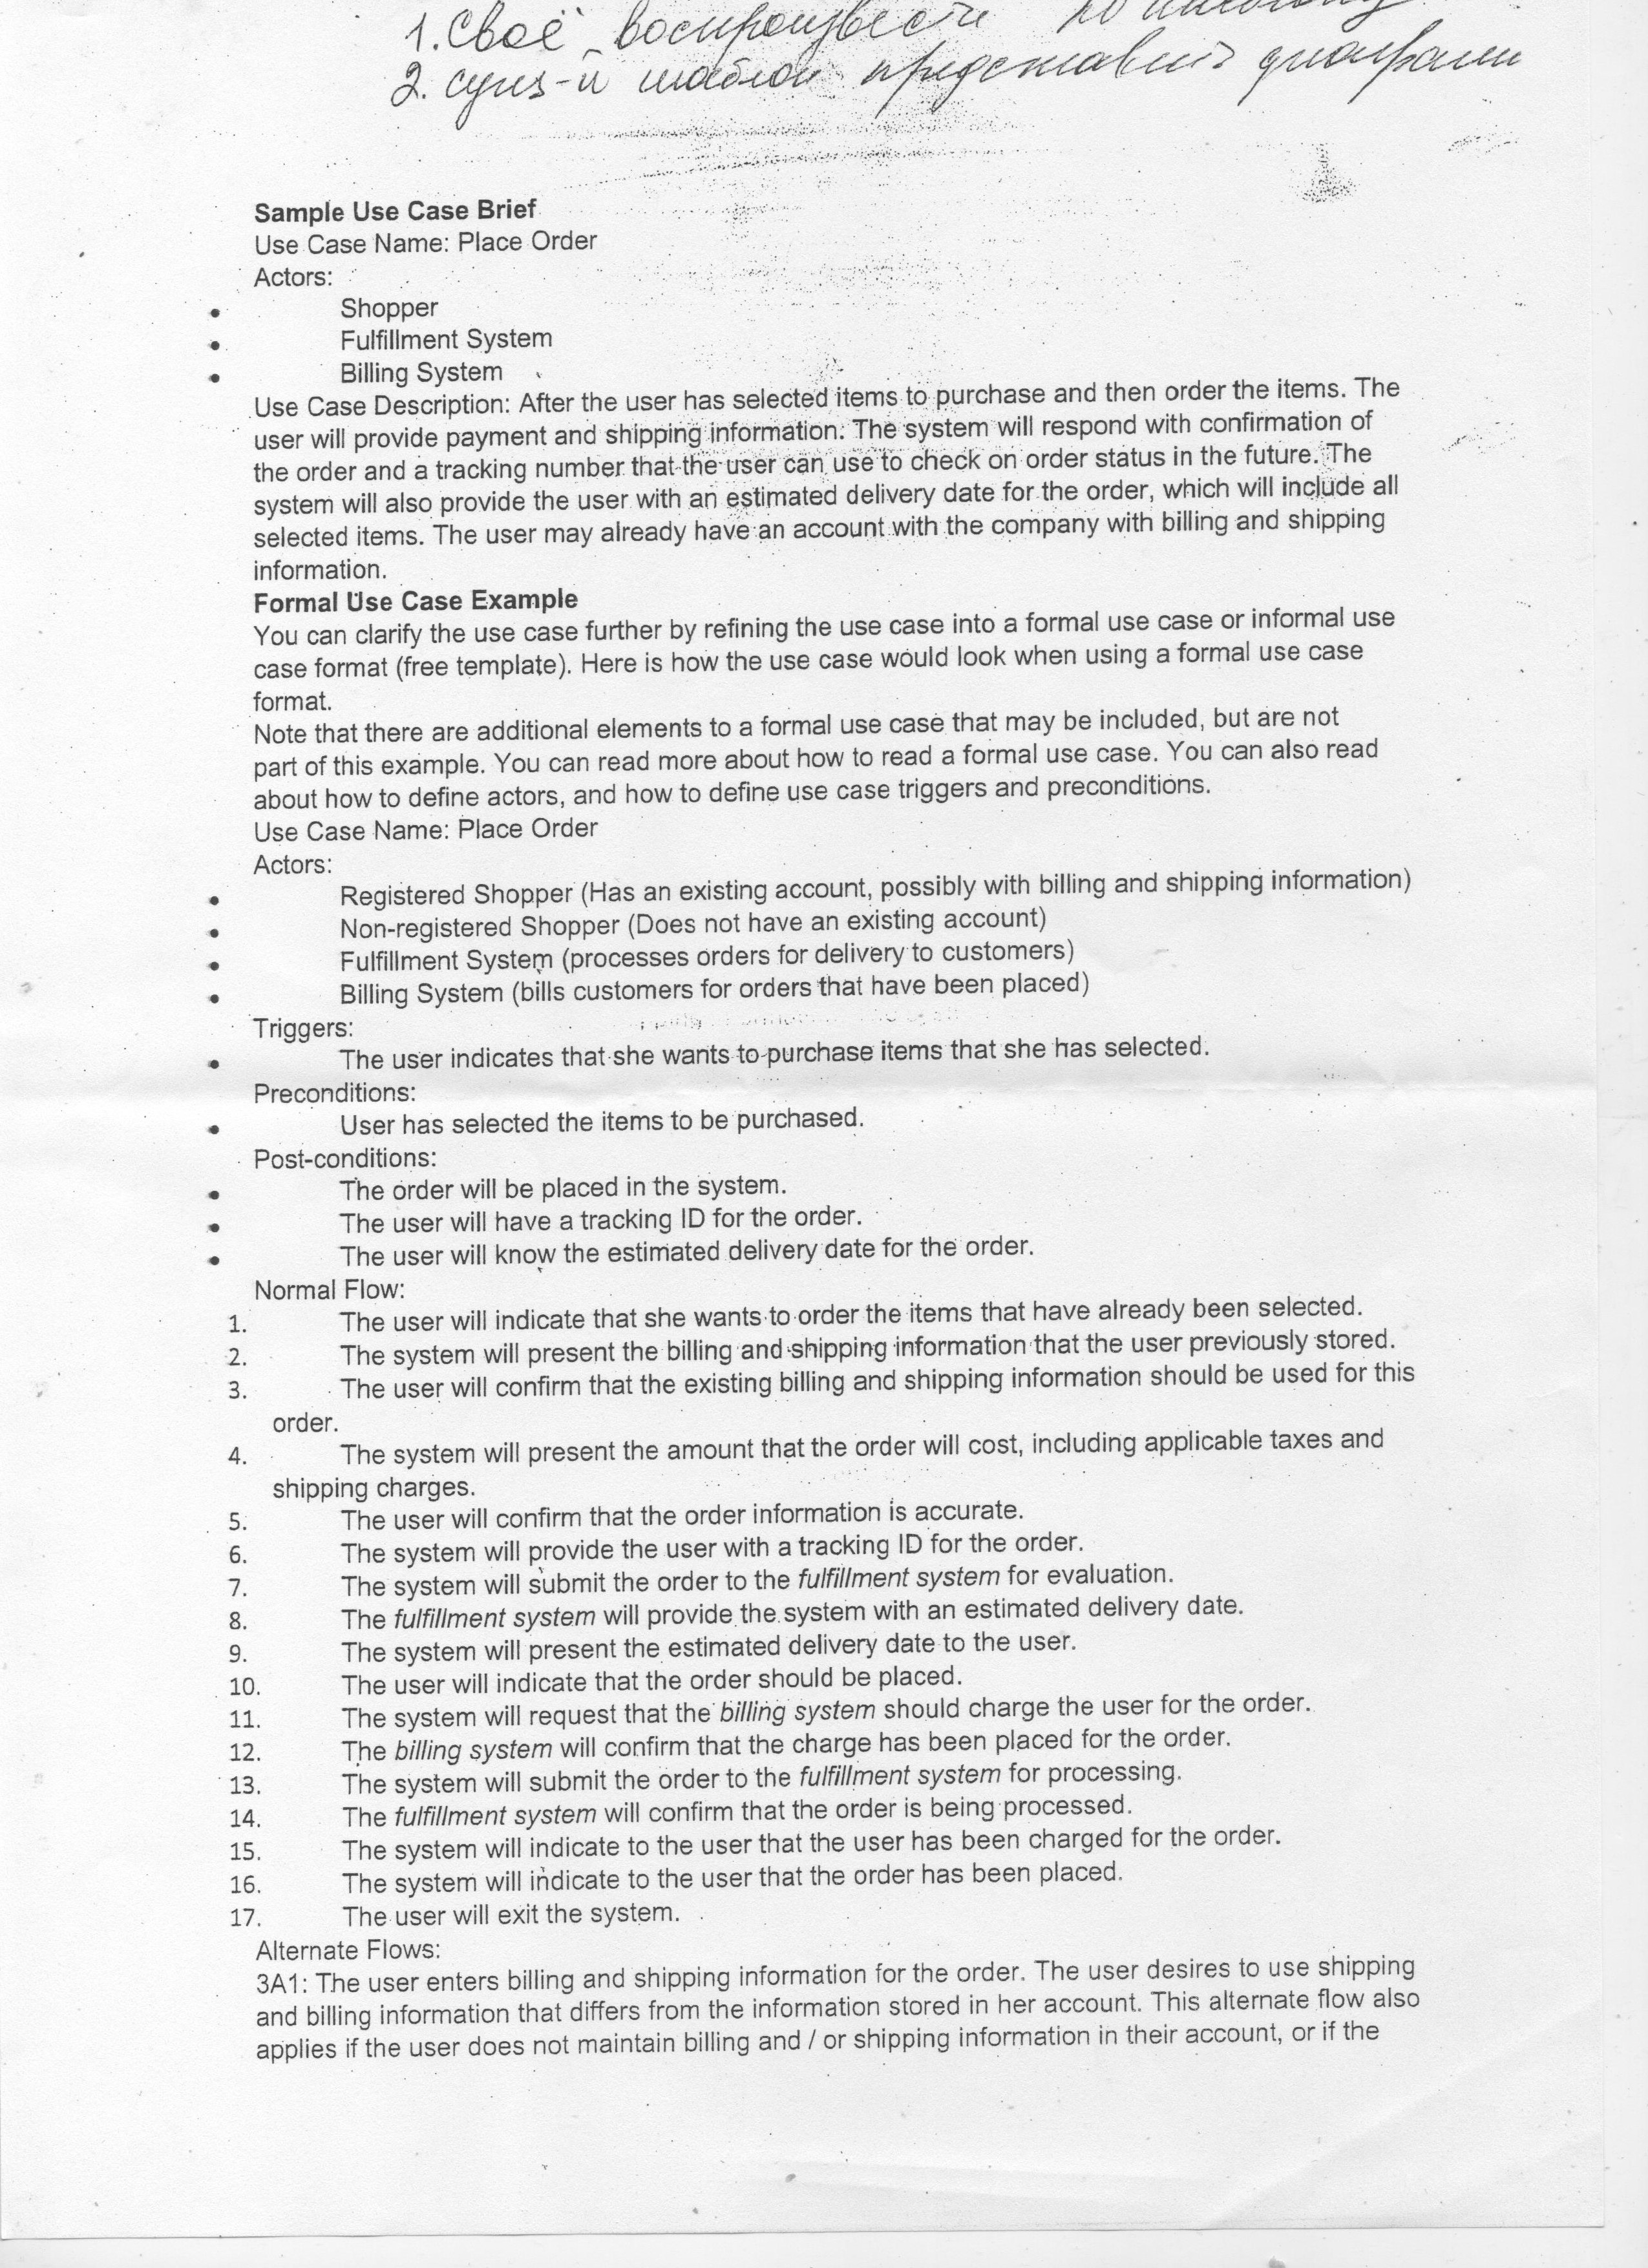 1. Своё воспроизвести по
2. сущ-й шаблон представить диаграмм
Sample Use Case Brief
Use Case Name: Place Order
Actors:
• Shopper
• Fulfillment System
• Billing System
Use Case Description: After the user has selected items to purchase and then order the items. The
user will provide payment and shipping information. The system will respond with confirmation of
the order and a tracking number that the user can use to check on order status in the future. The
system will also provide the user with an estimated delivery date for the order, which will include all
selected items. The user may already have an account with the company with billing and shipping
information.
Formal Use Case Example
You can clarify the use case further by refining the use case into a formal use case or informal use
case format (free template). Here is how the use case would look when using a formal use case
format.
Note that there are additional elements to a formal use case that may be included, but are not
part of this example. You can read more about how to read a formal use case. You can also read
about how to define actors, and how to define use case triggers and preconditions.
Use Case Name: Place Order
Actors:
• Registered Shopper (Has an existing account, possibly with billing and shipping information)
• Non-registered Shopper (Does not have an existing account)
• Fulfillment System (processes orders for delivery to customers)
• Billing System (bills customers for orders that have been placed)
Triggers:
• The user indicates that she wants to purchase items that she has selected.
Preconditions:
• User has selected the items to be purchased.
Post-conditions:
• The order will be placed in the system.
• The user will have a tracking ID for the order.
• The user will know the estimated delivery date for the order.
Normal Flow:
1. The user will indicate that she wants to order the items that have already been selected.
2. The system will present the billing and shipping information that the user previously stored.
3. The user will confirm that the existing billing and shipping information should be used for this
order.
4. The system will present the amount that the order will cost, including applicable taxes and
shipping charges.
5. The user will confirm that the order information is accurate.
6. The system will provide the user with a tracking ID for the order.
7. The system will submit the order to the fulfillment system for evaluation.
8. The fulfillment system will provide the system with an estimated delivery date.
9. The system will present the estimated delivery date to the user.
10. The user will indicate that the order should be placed.
11. The system will request that the billing system should charge the user for the order.
12. The billing system will confirm that the charge has been placed for the order.
13. The system will submit the order to the fulfillment system for processing.
14. The fulfillment system will confirm that the order is being processed.
15. The system will indicate to the user that the user has been charged for the order.
16. The system will indicate to the user that the order has been placed.
17. The user will exit the system.
Alternate Flows:
3A1: The user enters billing and shipping information for the order. The user desires to use shipping
and billing information that differs from the information stored in her account. This alternate flow also
applies if the user does not maintain billing and / or shipping information in their account, or if the